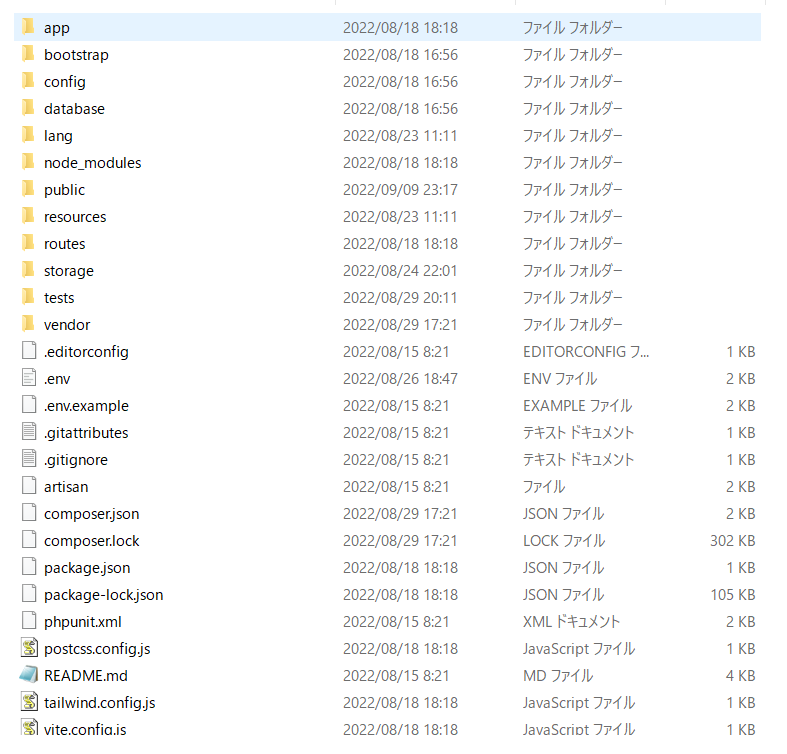 app 2022/08/18 18:18 ファイル フォルダー
bootstrap 2022/08/18 16:56 ファイル フォルダー
config 2022/08/18 16:56 ファイル フォルダー
database 2022/08/18 16:56 ファイル フォルダー
lang 2022/08/23 11:11 ファイル フォルダー
node_modules 2022/08/18 18:18 ファイル フォルダー
public 2022/09/09 23:17 ファイル フォルダー
resources 2022/08/23 11:11 ファイル フォルダー
routes 2022/08/18 18:18 ファイル フォルダー
storage 2022/08/24 22:01 ファイル フォルダー
tests 2022/08/29 20:11 ファイル フォルダー
vendor 2022/08/29 17:21 ファイル フォルダー
.editorconfig 2022/08/15 8:21 EDITORCONFIG フ... 1 KB
.env 2022/08/26 18:47 ENV ファイル 2 KB
.env.example 2022/08/15 8:21 EXAMPLE ファイル 2 KB
.gitattributes 2022/08/15 8:21 テキスト ドキュメント 1 KB
.gitignore 2022/08/15 8:21 テキスト ドキュメント 1 KB
artisan 2022/08/15 8:21 ファイル 2 KB
composer.json 2022/08/29 17:21 JSON ファイル 2 KB
composer.lock 2022/08/29 17:21 LOCK ファイル 302 KB
package.json 2022/08/18 18:18 JSON ファイル 1 KB
package-lock.json 2022/08/18 18:18 JSON ファイル 105 KB
phpunit.xml 2022/08/15 8:21 XML ドキュメント 2 KB
postcss.config.js 2022/08/18 18:18 JavaScript ファイル 1 KB
README.md 2022/08/15 8:21 MD ファイル 4 KB
tailwind.config.js 2022/08/18 18:18 JavaScript ファイル 1 KB
vite.config.js 2022/08/18 18:18 JavaScript ファイル 1 KB